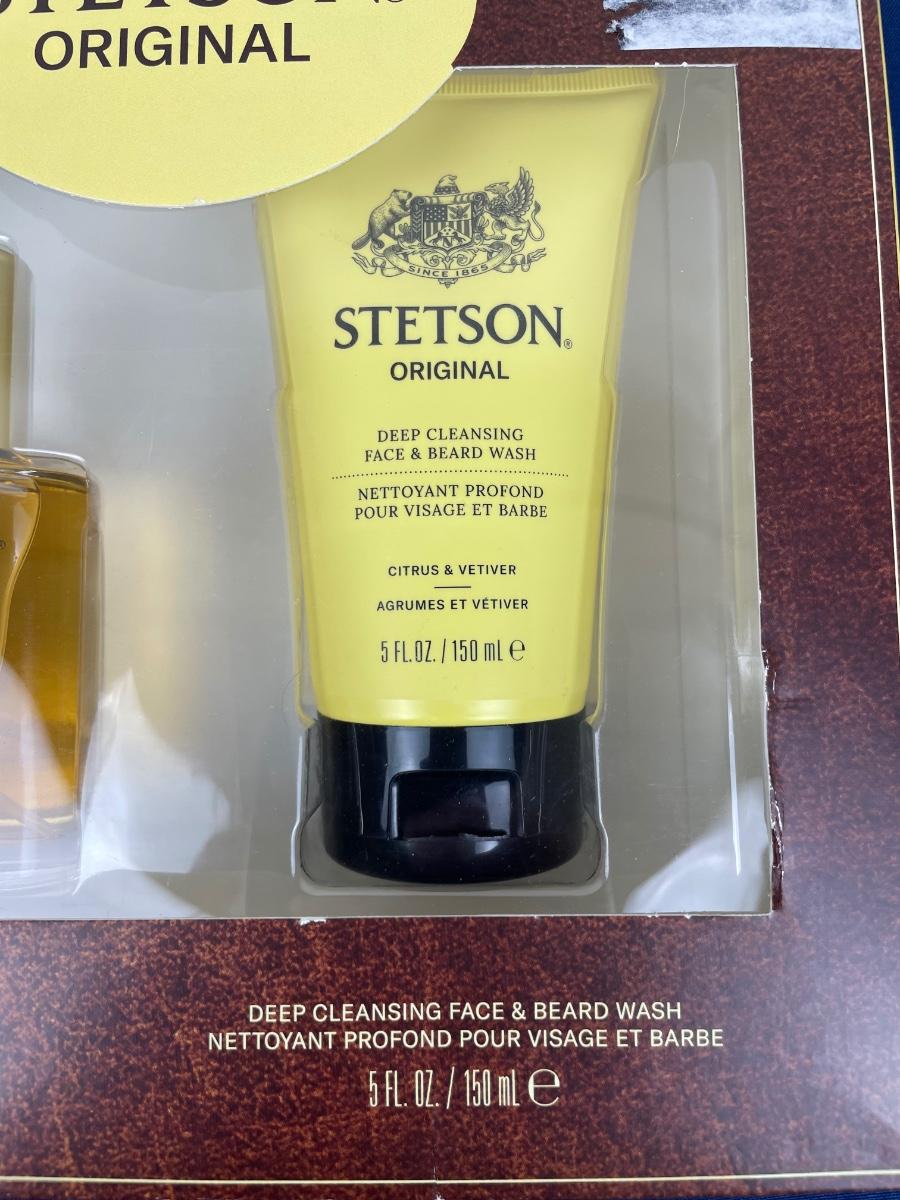 STETSON®
ORIGINAL
SINCE 1865
STETSON®
ORIGINAL
DEEP CLEANSING
FACE & BEARD WASH
NETTOYANT PROFOND
POUR VISAGE ET BARBE
CITRUS & VETIVER
AGRUMES ET VÉTIVER
5 FL.OZ. / 150 mL ℮
DEEP CLEANSING FACE & BEARD WASH
NETTOYANT PROFOND POUR VISAGE ET BARBE
5 FL. OZ. / 150 mL ℮